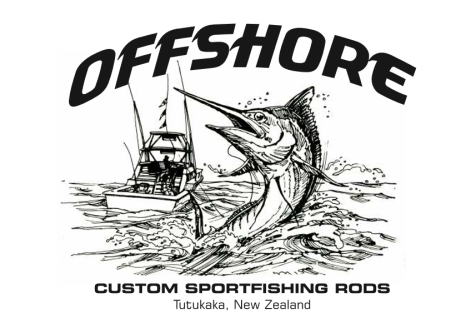 OFFSHORE
CUSTOM SPORTFISHING RODS
Tutukaka, New Zealand